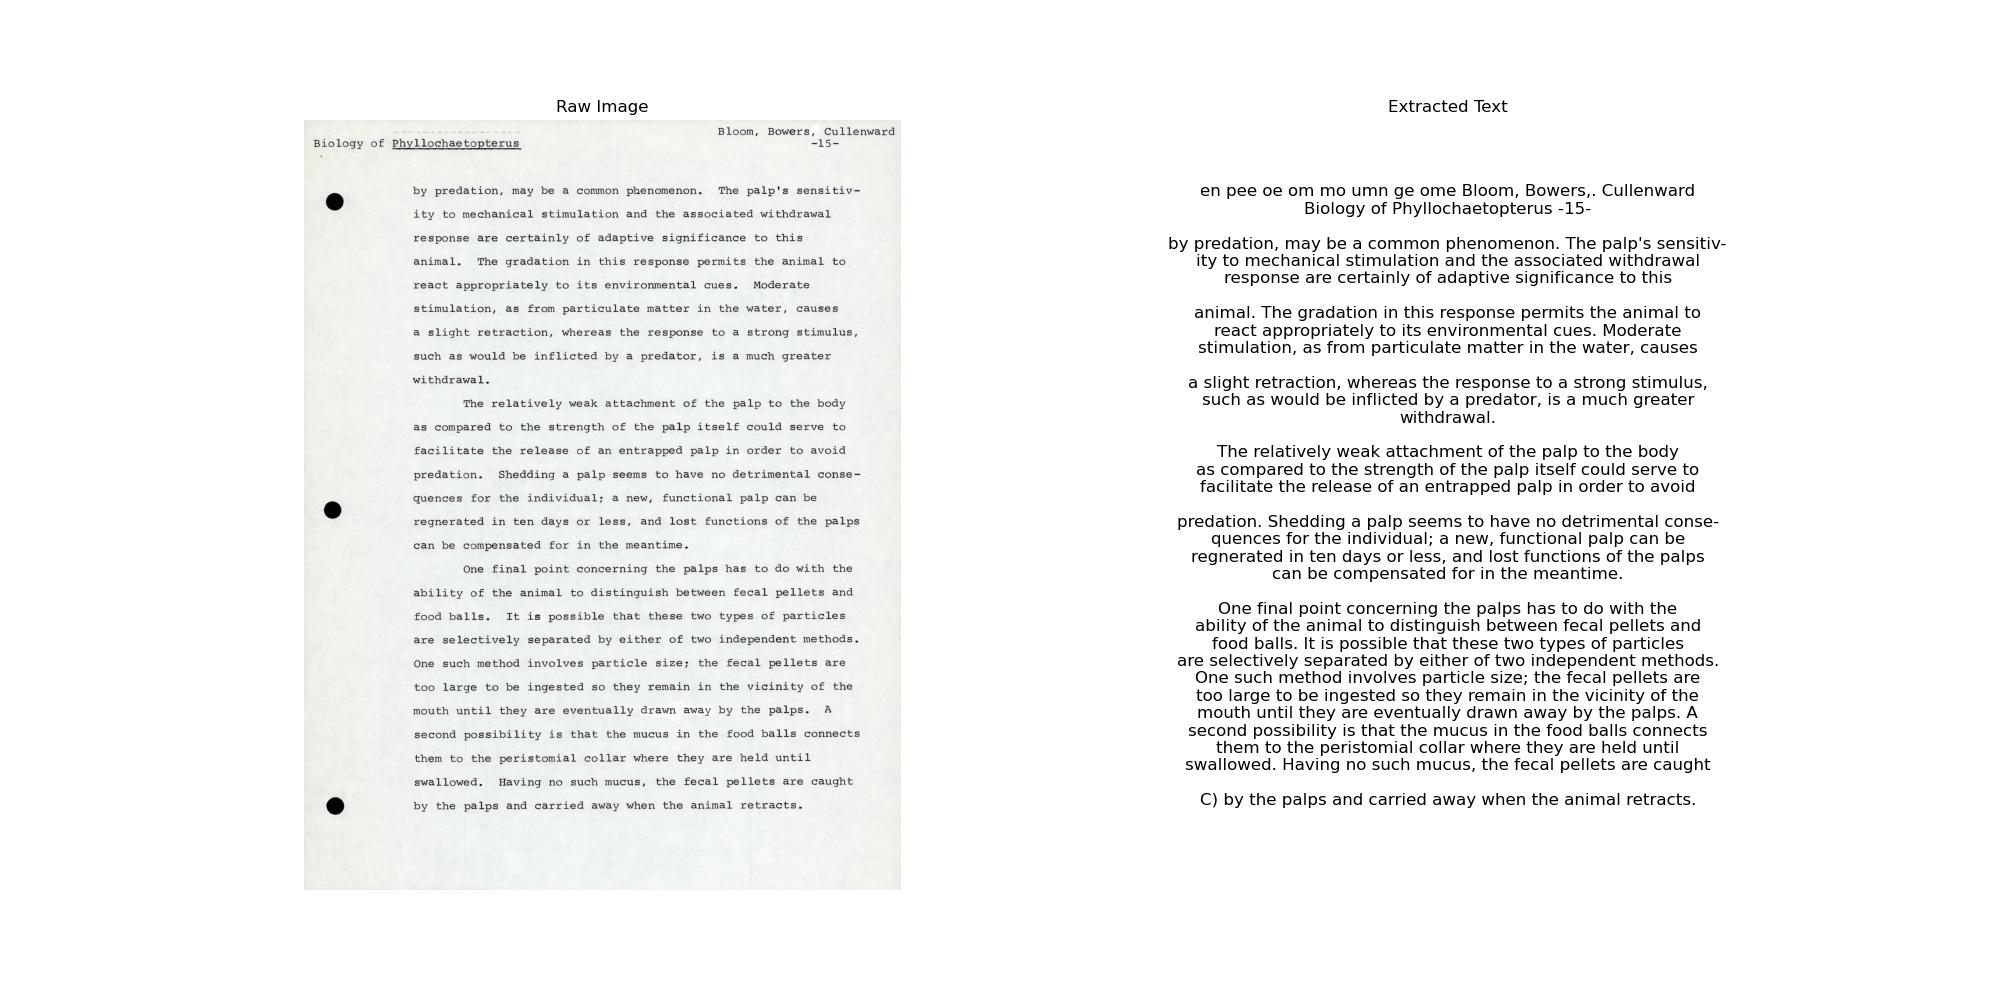 Raw Image
Bloom, Bowers, Cullenward
Biology of Phyllochaetopterus -15-
by predation, may be a common phenomenon. The palp's sensitiv-
ity to mechanical stimulation and the associated withdrawal
response are certainly of adaptive significance to this
animal. The gradation in this response permits the animal to
react appropriately to its environmental cues. Moderate
stimulation, as from particulate matter in the water, causes
a slight retraction, whereas the response to a strong stimulus,
such as would be inflicted by a predator, is a much greater
withdrawal.
The relatively weak attachment of the palp to the body
as compared to the strength of the palp itself could serve to
facilitate the release of an entrapped palp in order to avoid
predation. Shedding a palp seems to have no detrimental conse-
quences for the individual; a new, functional palp can be
regnerated in ten days or less, and lost functions of the palps
can be compensated for in the meantime.
One final point concerning the palps has to do with the
ability of the animal to distinguish between fecal pellets and
food balls. It is possible that these two types of particles
are selectively separated by either of two independent methods.
One such method involves particle size; the fecal pellets are
too large to be ingested so they remain in the vicinity of the
mouth until they are eventually drawn away by the palps. A
second possibility is that the mucus in the food balls connects
them to the peristomial collar where they are held until
swallowed. Having no such mucus, the fecal pellets are caught
by the palps and carried away when the animal retracts.
Extracted Text
en pee oe om mo umn ge ome Bloom, Bowers,. Cullenward
Biology of Phyllochaetopterus -15-
by predation, may be a common phenomenon. The palp's sensitiv-
ity to mechanical stimulation and the associated withdrawal
response are certainly of adaptive significance to this
animal. The gradation in this response permits the animal to
react appropriately to its environmental cues. Moderate
stimulation, as from particulate matter in the water, causes
a slight retraction, whereas the response to a strong stimulus,
such as would be inflicted by a predator, is a much greater
withdrawal.
The relatively weak attachment of the palp to the body
as compared to the strength of the palp itself could serve to
facilitate the release of an entrapped palp in order to avoid
predation. Shedding a palp seems to have no detrimental conse-
quences for the individual; a new, functional palp can be
regnerated in ten days or less, and lost functions of the palps
can be compensated for in the meantime.
One final point concerning the palps has to do with the
ability of the animal to distinguish between fecal pellets and
food balls. It is possible that these two types of particles
are selectively separated by either of two independent methods.
One such method involves particle size; the fecal pellets are
too large to be ingested so they remain in the vicinity of the
mouth until they are eventually drawn away by the palps. A
second possibility is that the mucus in the food balls connects
them to the peristomial collar where they are held until
swallowed. Having no such mucus, the fecal pellets are caught
C) by the palps and carried away when the animal retracts.